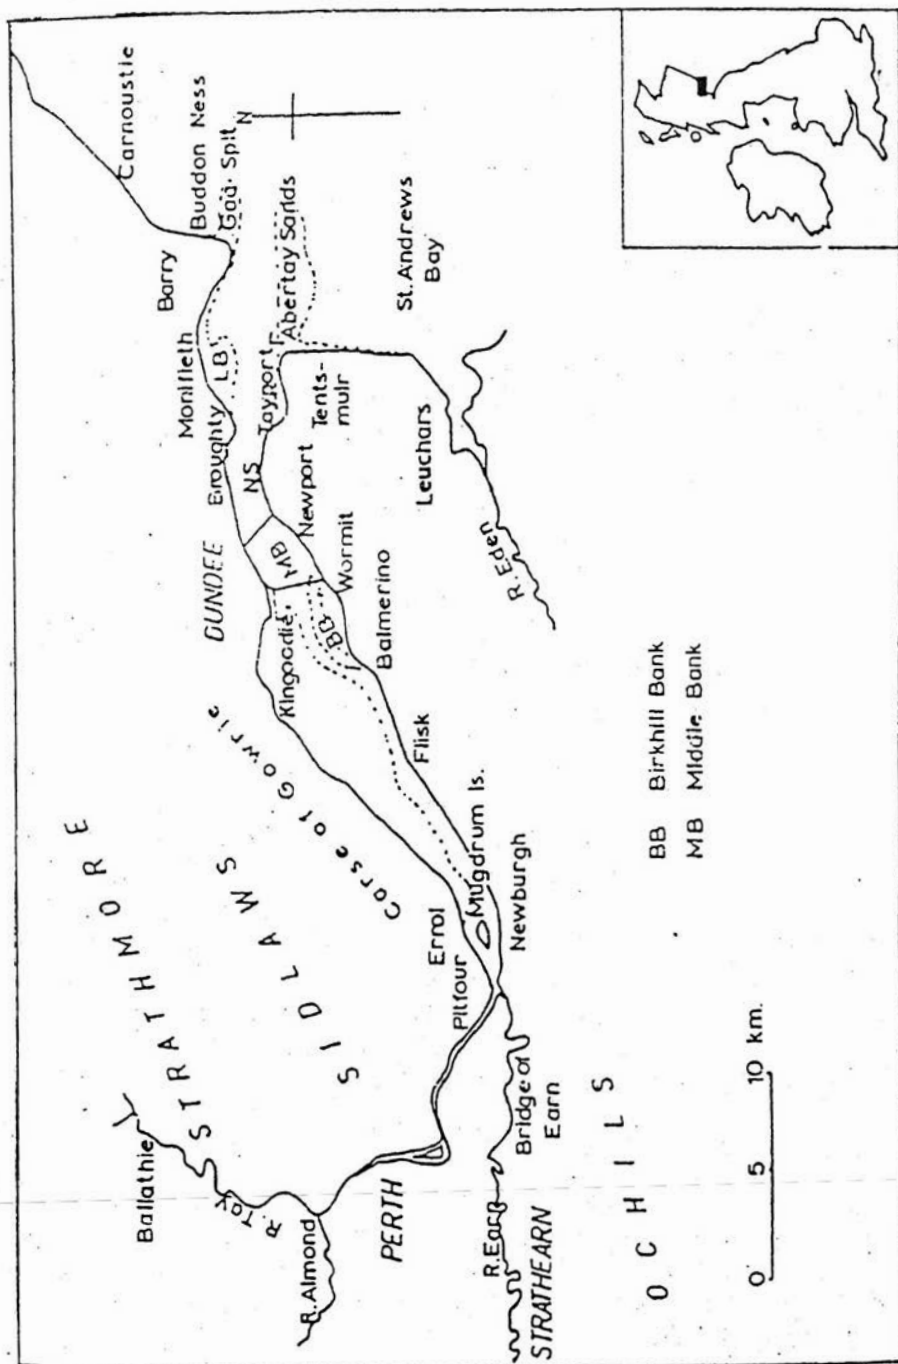 Carnoustie
Buddon Ness
Gaa Spit
N
Barry
Monifieth
LB
Abertay Sands
St. Andrews
Bay
Broughty
Tayport
Tents-
muir
NS
Newport
Leuchars
DUNDEE
MB
Wormit
R. Eden
Kingoodie
BB
Balmerino
Carse of Gowrie
Flisk
STRATHMORE
SIDLAWS
Errol
Mugdrum Is.
Pitfour
Newburgh
BB Birkhill Bank
MB Middle Bank
Ballathie
R. Tay
R. Almond
PERTH
R. Earn
Bridge of
Earn
STRATHEARN
OCHILS
0 5 10 km.